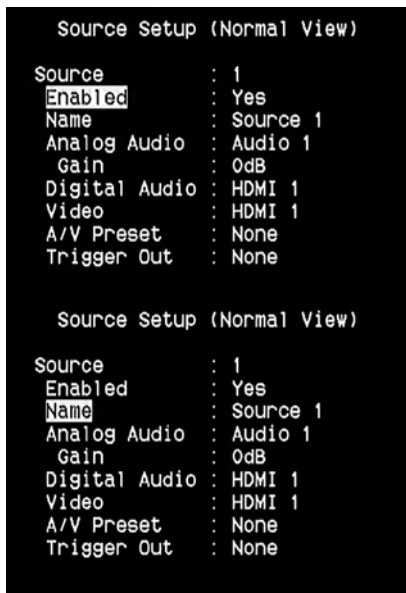 Source Setup (Normal View)
Source : 1
Enabled : Yes
Name : Source 1
Analog Audio : Audio 1
Gain : 0dB
Digital Audio : HDMI 1
Video : HDMI 1
A/V Preset : None
Trigger Out : None
Source Setup (Normal View)
Source : 1
Enabled : Yes
Name : Source 1
Analog Audio : Audio 1
Gain : 0dB
Digital Audio : HDMI 1
Video : HDMI 1
A/V Preset : None
Trigger Out : None